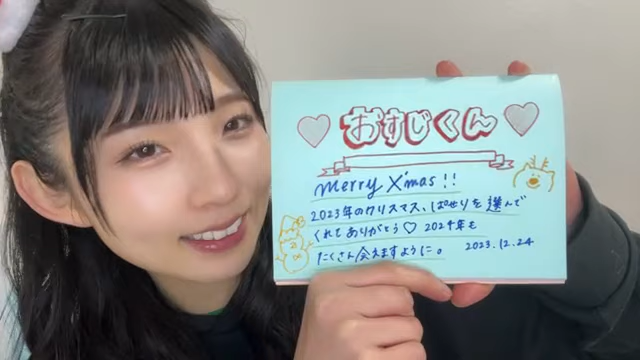 おすじくん
merry X'mas!!
2023年のクリスマス、ぱせりを選んで
くれてありがとう♡ 2024年も
たくさん会えますように。
2023.12.24